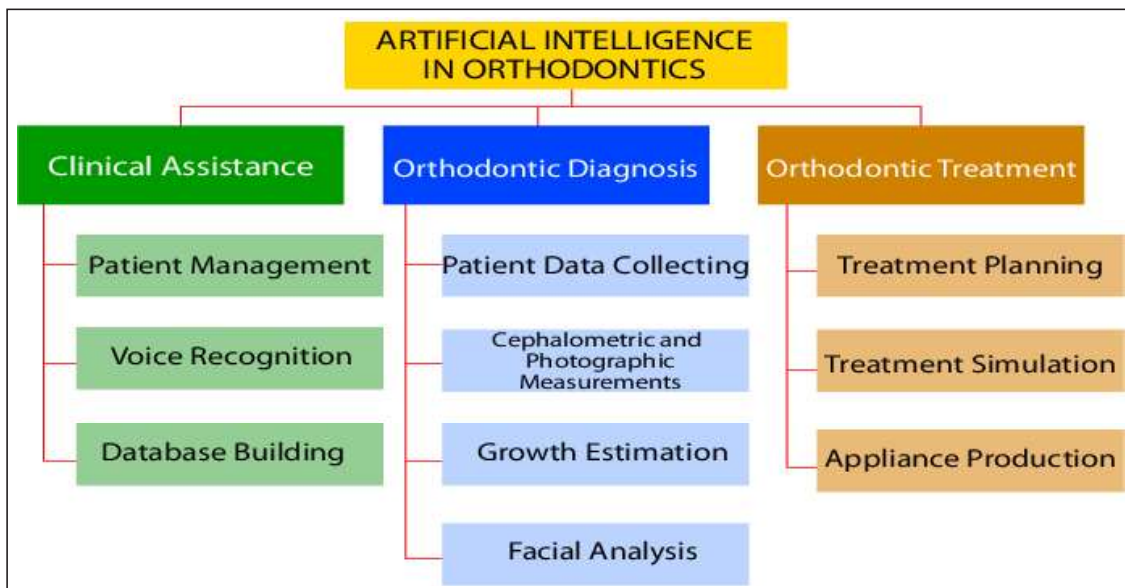 ARTIFICIAL INTELLIGENCE
IN ORTHODONTICS
Clinical Assistance
Patient Management
Voice Recognition
Database Building
Orthodontic Diagnosis
Patient Data Collecting
Cephalometric and
Photographic
Measurements
Growth Estimation
Facial Analysis
Orthodontic Treatment
Treatment Planning
Treatment Simulation
Appliance Production